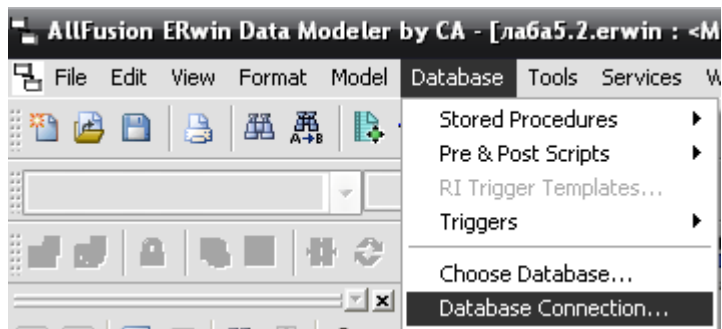 AllFusion ERwin Data Modeler by CA - [лаба5.2.erwin : <M
File Edit View Format Model Database Tools Services W
Stored Procedures
Pre & Post Scripts
RI Trigger Templates...
Triggers
Choose Database...
Database Connection...